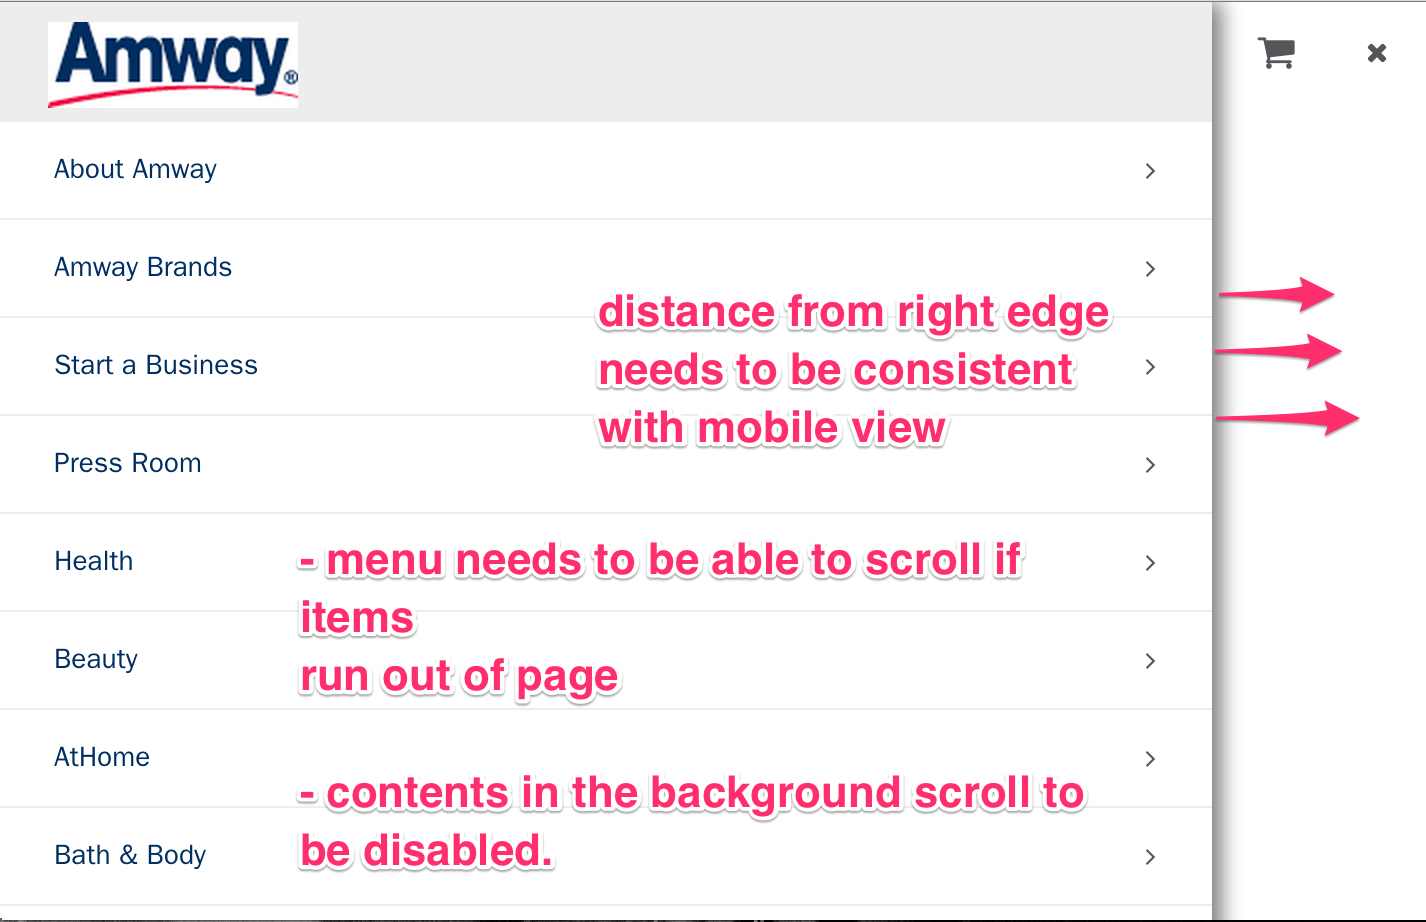 Amway®
About Amway
Amway Brands
distance from right edge
Start a Business
needs to be consistent
with mobile view
Press Room
Health
- menu needs to be able to scroll if
items
Beauty
run out of page
AtHome
- contents in the background scroll to
Bath & Body
be disabled.